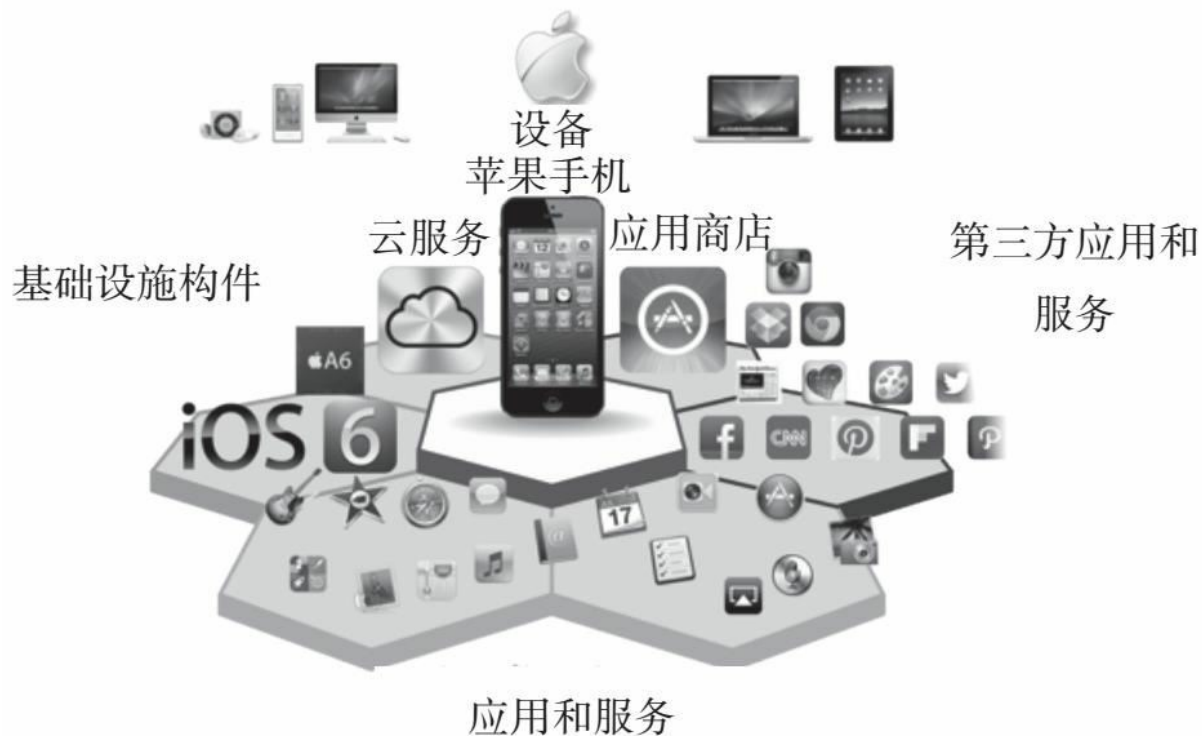 设备
苹果手机
云服务
应用商店
第三方应用和
服务
基础设施构件
A6
iOS 6
CNN
17
应用和服务